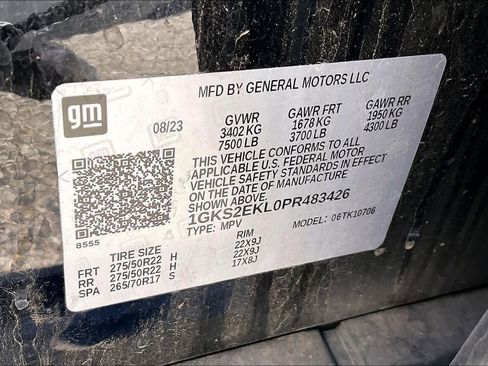 MFD BY GENERAL MOTORS LLC
gm
08/23
GVWR GAWR FRT GAWR RR
3402 KG 1678 KG 1950 KG
7500 LB 3700 LB 4300 LB
THIS VEHICLE CONFORMS TO ALL
APPLICABLE U.S. FEDERAL MOTOR
VEHICLE SAFETY STANDARDS IN EFFECT
ON THE DATE OF MANUFACTURE
SHOWN ABOVE.
1GKS2EKL0PR483426
TYPE: MPV MODEL: 06TK10706
8555
TIRE SIZE RIM
FRT 275/50R22 H 22X9J
RR 275/50R22 H 22X9J
SPA 265/70R17 S 17X8J